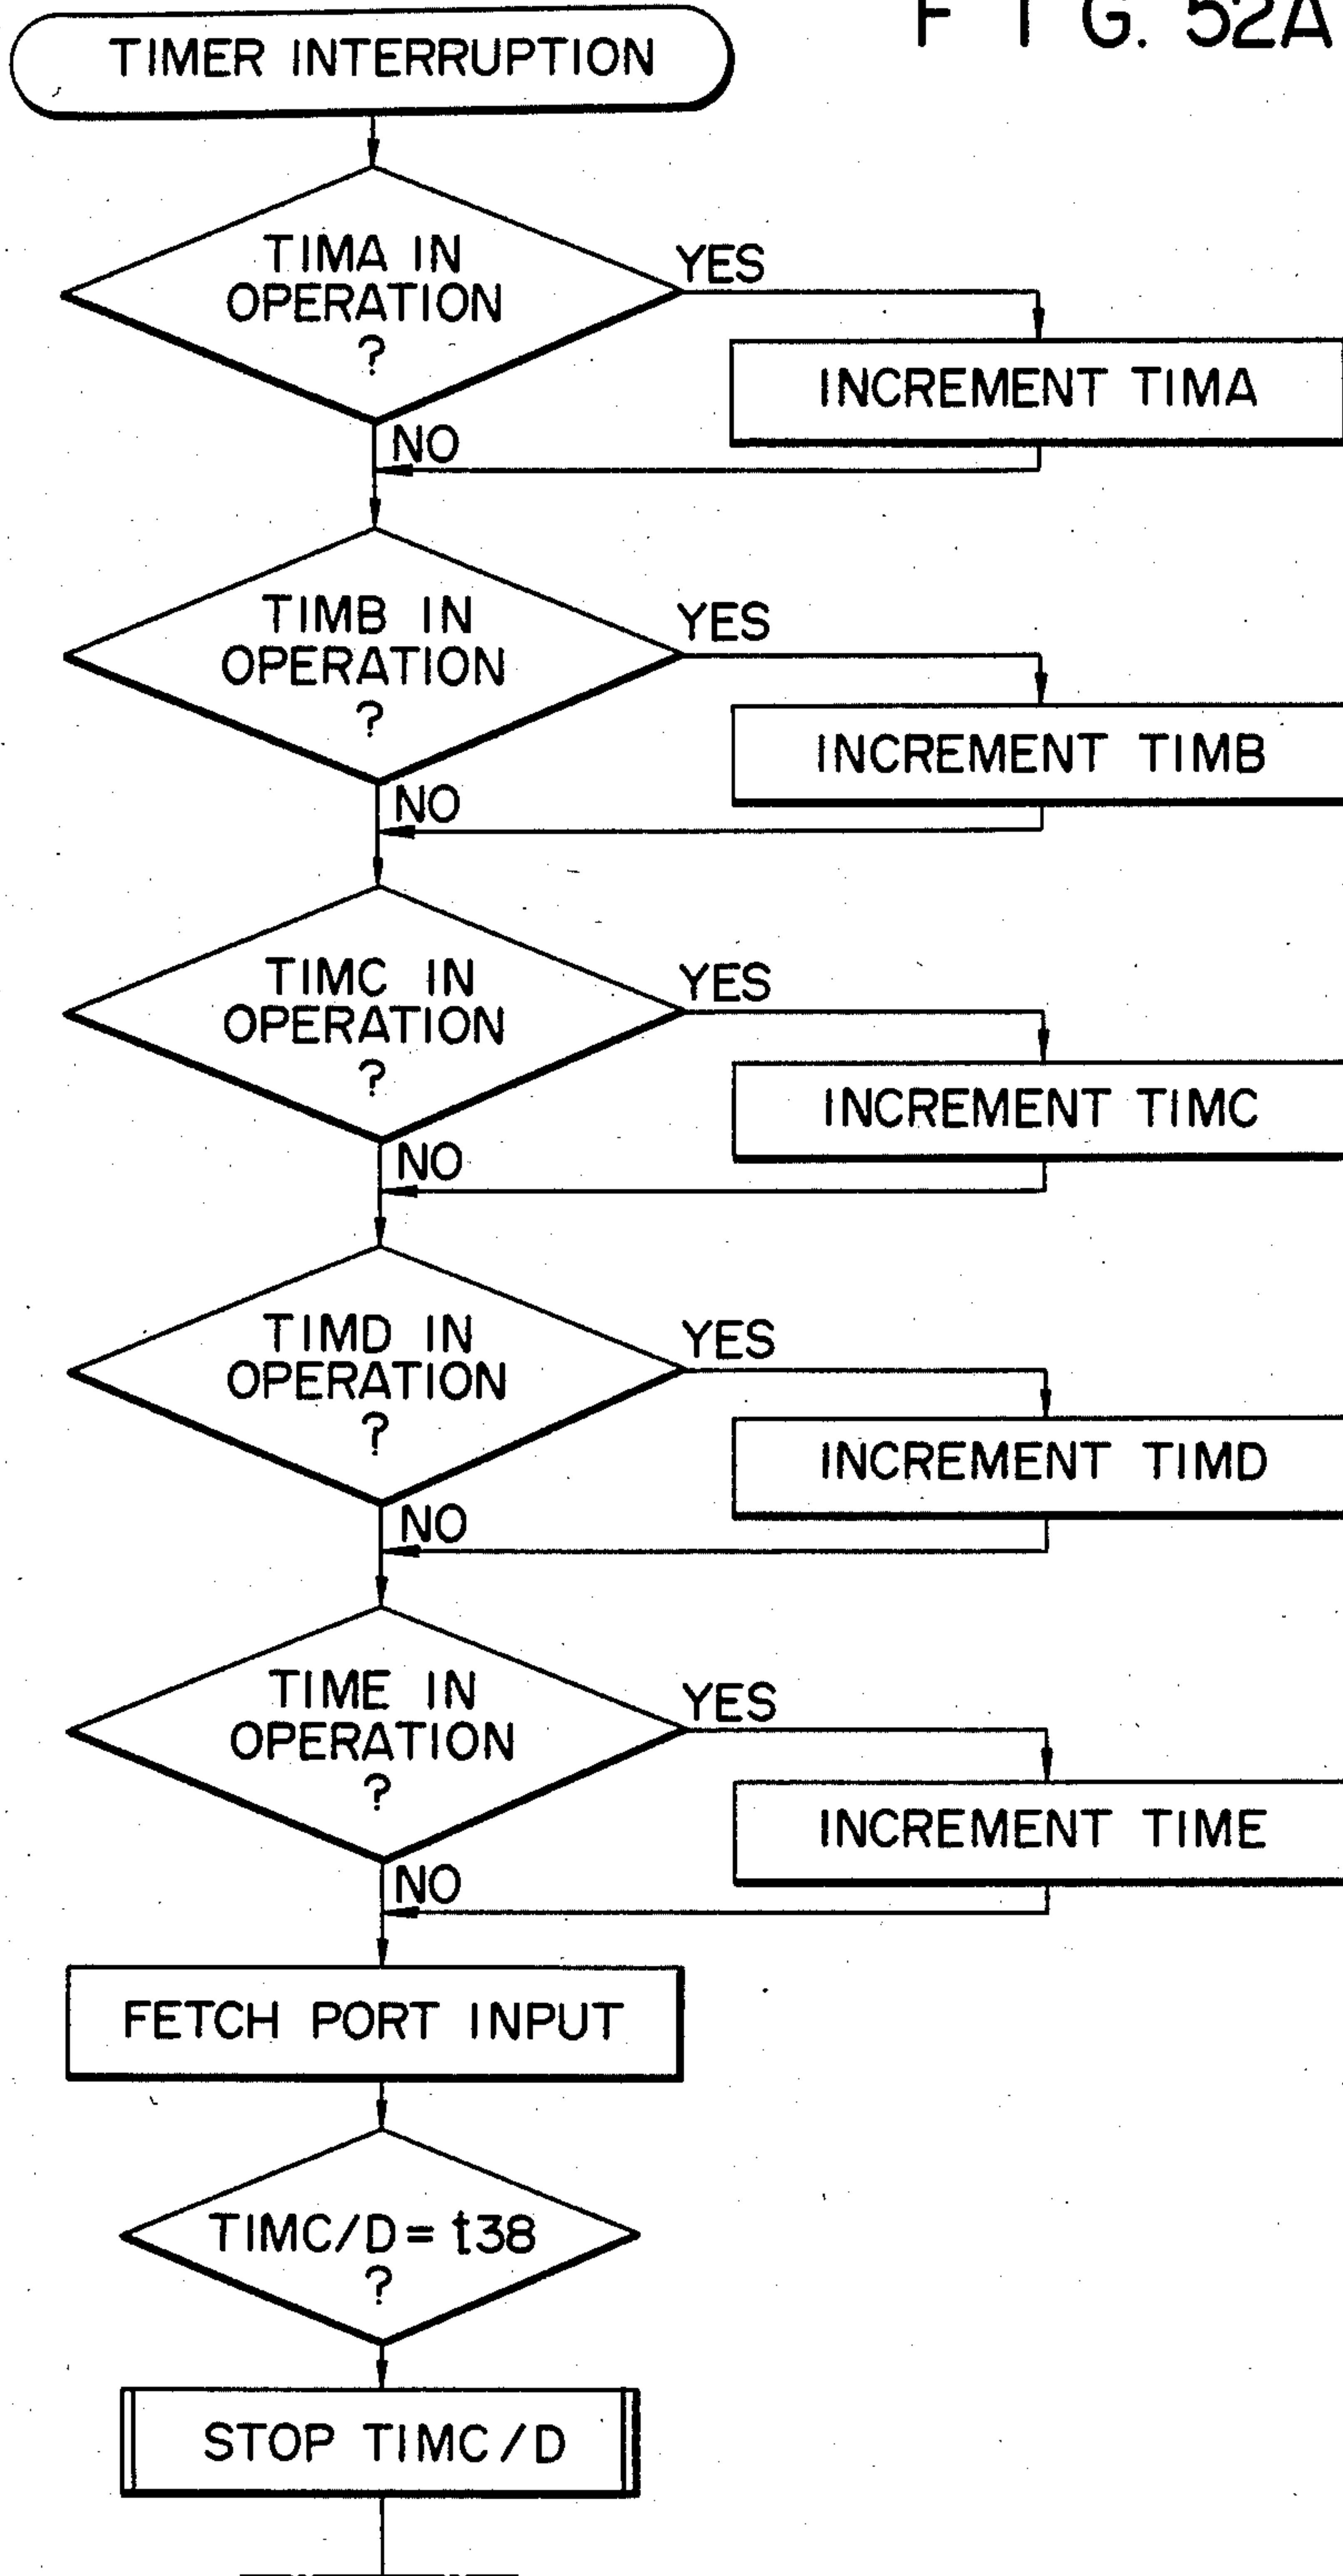 FIG. 52A
TIMER INTERRUPTION
TIMA IN
OPERATION
?
YES
INCREMENT TIMA
NO
TIMB IN
OPERATION
?
YES
INCREMENT TIMB
NO
TIMC IN
OPERATION
?
YES
INCREMENT TIMC
NO
TIMD IN
OPERATION
?
YES
INCREMENT TIMD
NO
TIME IN
OPERATION
?
YES
INCREMENT TIME
NO
FETCH PORT INPUT
TIMC/D = t38
?
STOP TIMC/D